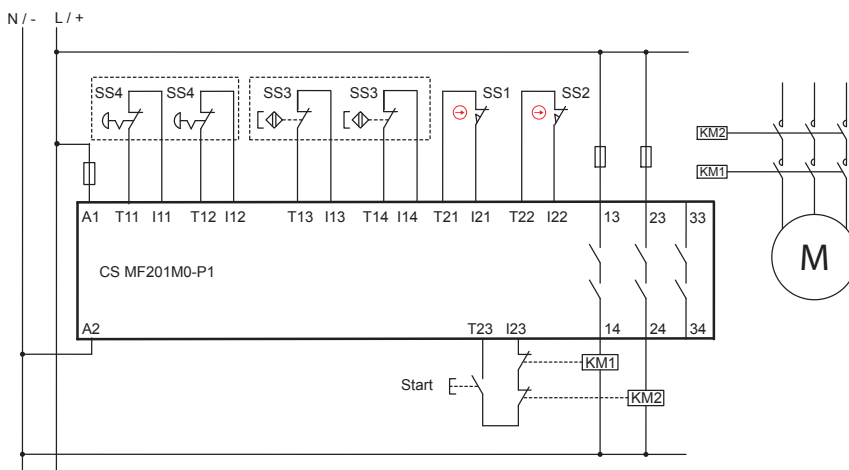 N / - L / +
SS4 SS4 SS3 SS3 SS1 SS2
KM2
KM1
A1 T11 I11 T12 I12 T13 I13 T14 I14 T21 I21 T22 I22 13 23 33
M
CS MF201M0-P1
A2 T23 I23 14 24 34
KM1
Start
KM2